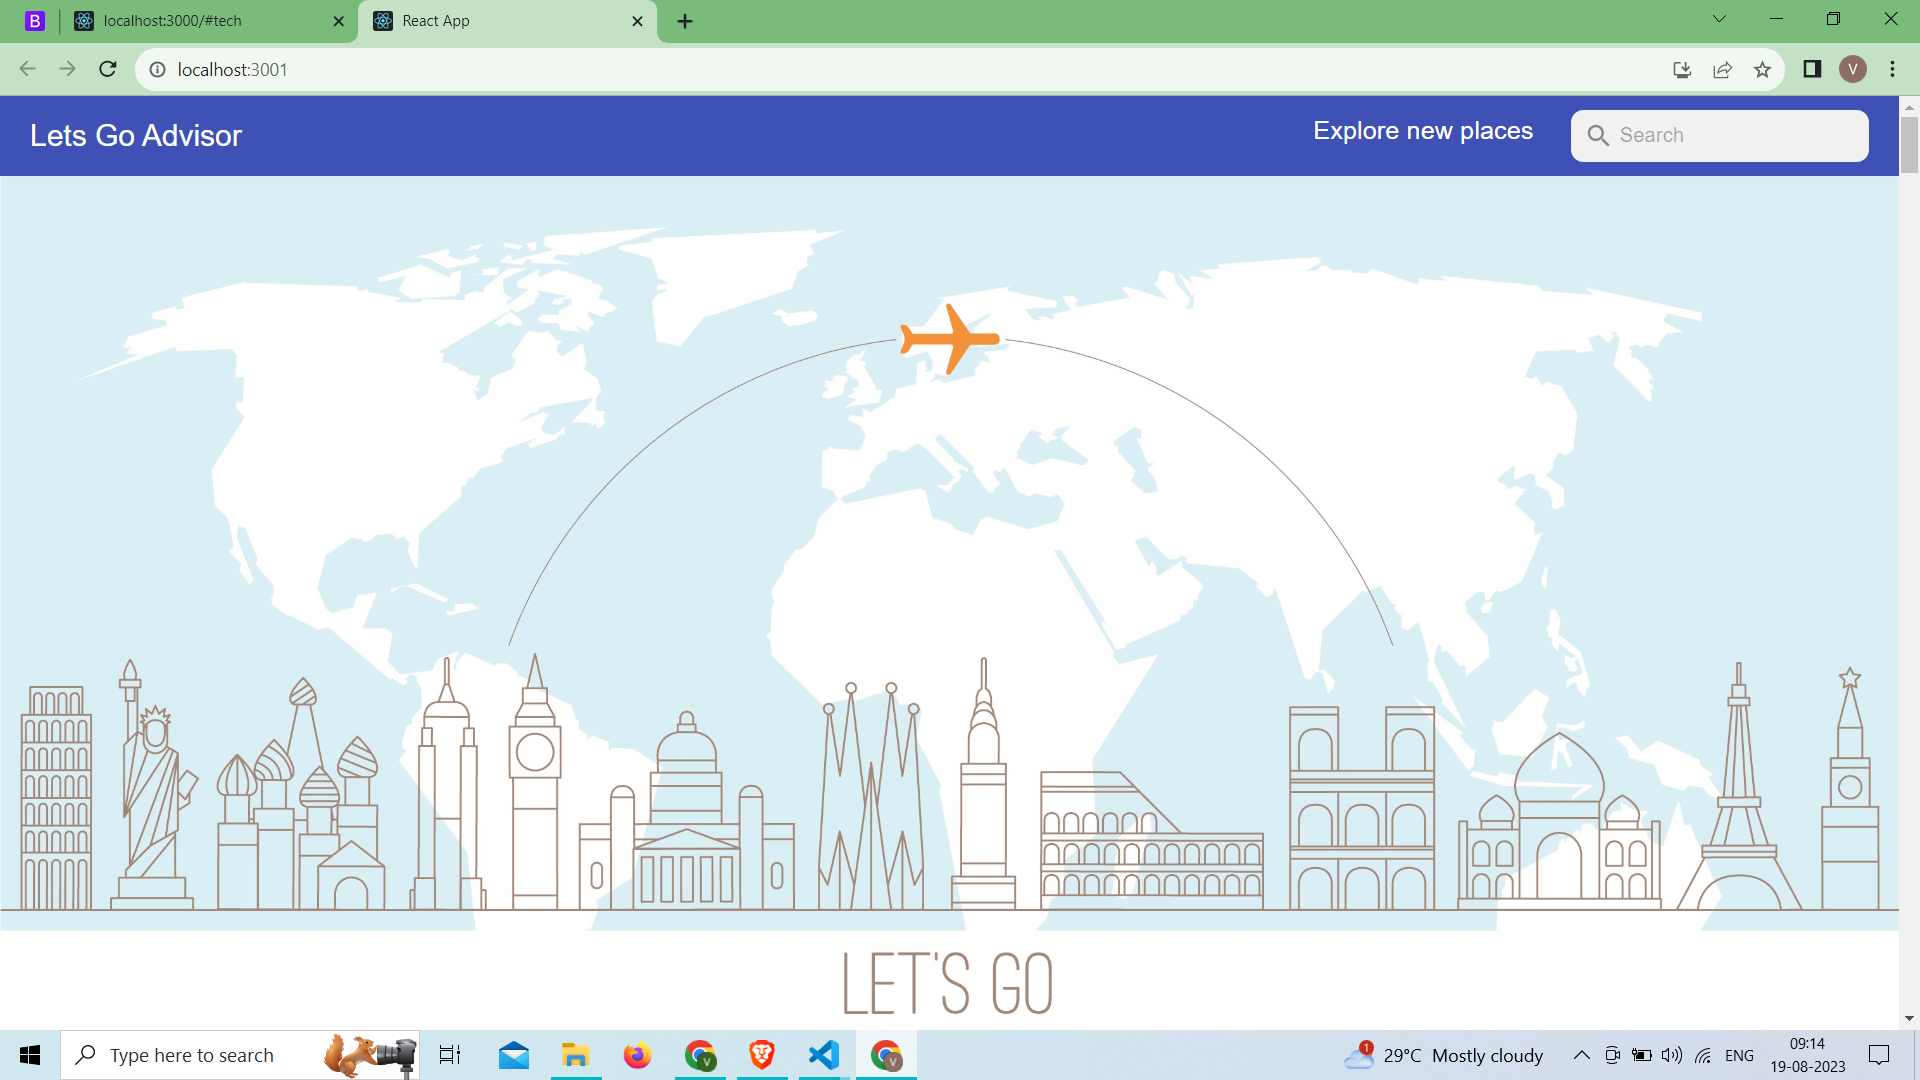 B
localhost:3000/#tech
React App
localhost:3001
V
Lets Go Advisor
Explore new places
Search
LET'S GO
Type here to search
V
V
1
29°C Mostly cloudy
ENG
09:14
19-08-2023